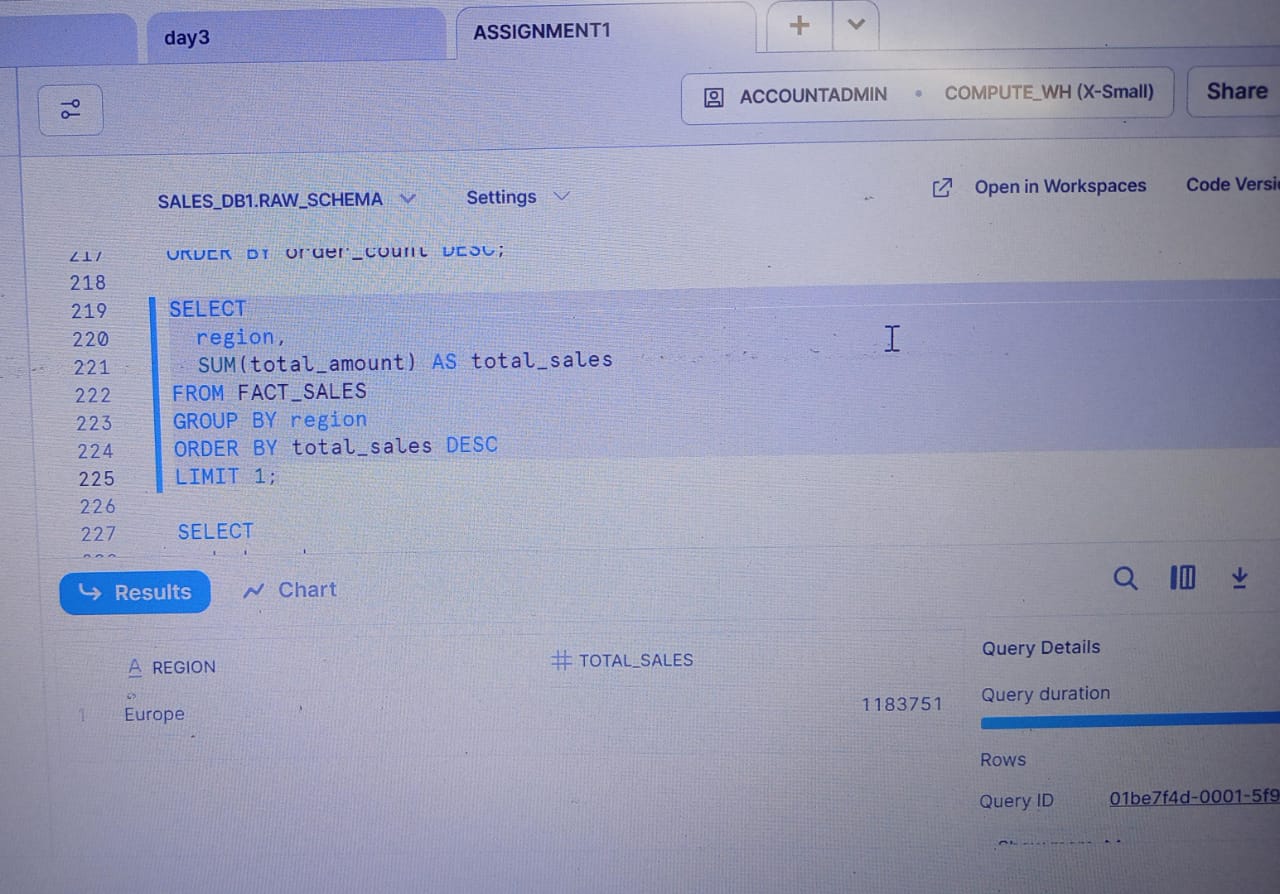 day3
ASSIGNMENT1
+
ACCOUNTADMIN • COMPUTE_WH (X-Small)
Share
SALES_DB1.RAW_SCHEMA
Settings
Open in Workspaces
Code Versi
217 ORDER BY order_count DESC;
218
219 SELECT
220 region,
221 SUM(total_amount) AS total_sales
222 FROM FACT_SALES
223 GROUP BY region
224 ORDER BY total_sales DESC
225 LIMIT 1;
226
227 SELECT
Results
Chart
A REGION
# TOTAL_SALES
Query Details
1 Europe 1183751
Query duration
Rows
Query ID 01be7f4d-0001-5f9